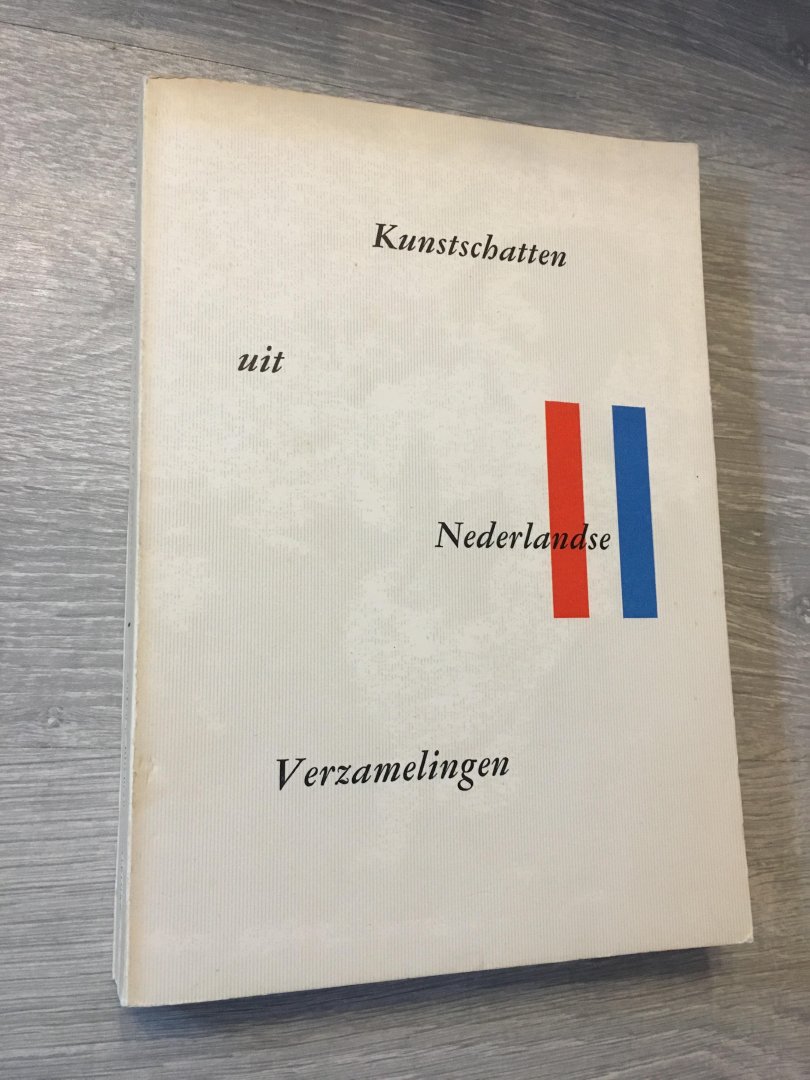 Kunstschatten
uit
Nederlandse
Verzamelingen